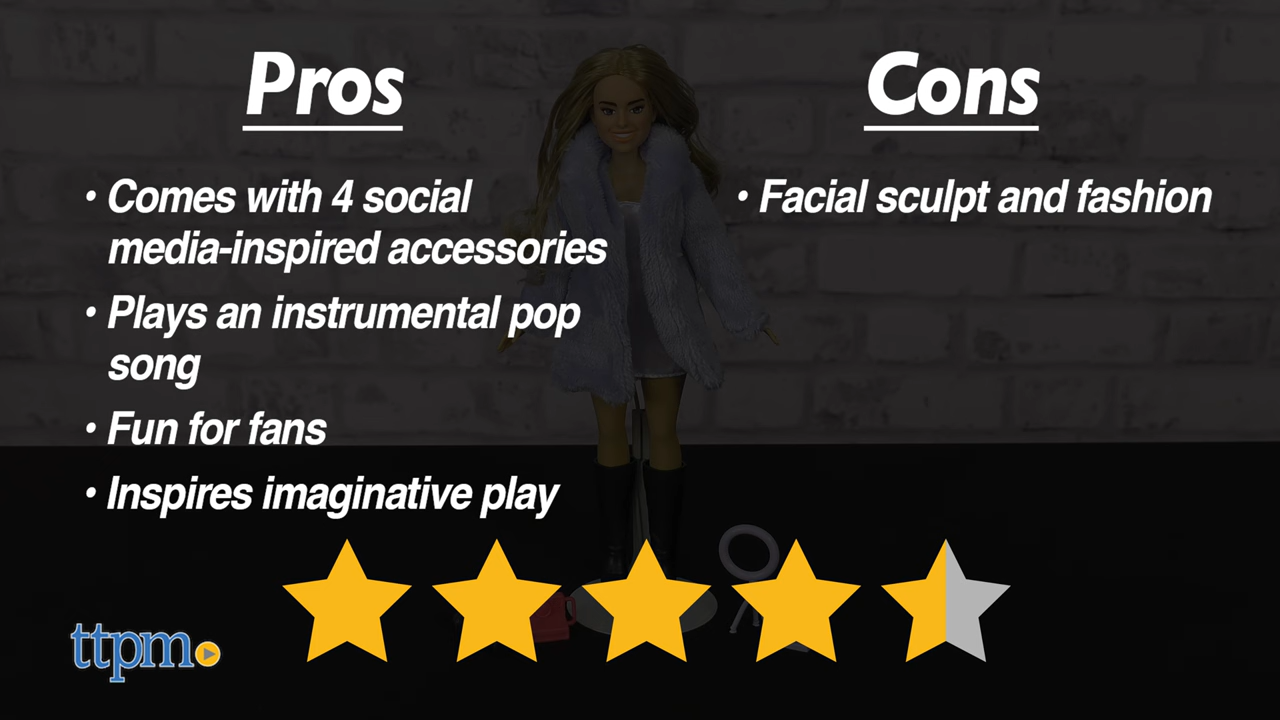 Pros
• Comes with 4 social
media-inspired accessories
• Plays an instrumental pop
song
• Fun for fans
• Inspires imaginative play
Cons
• Facial sculpt and fashion
ttpm